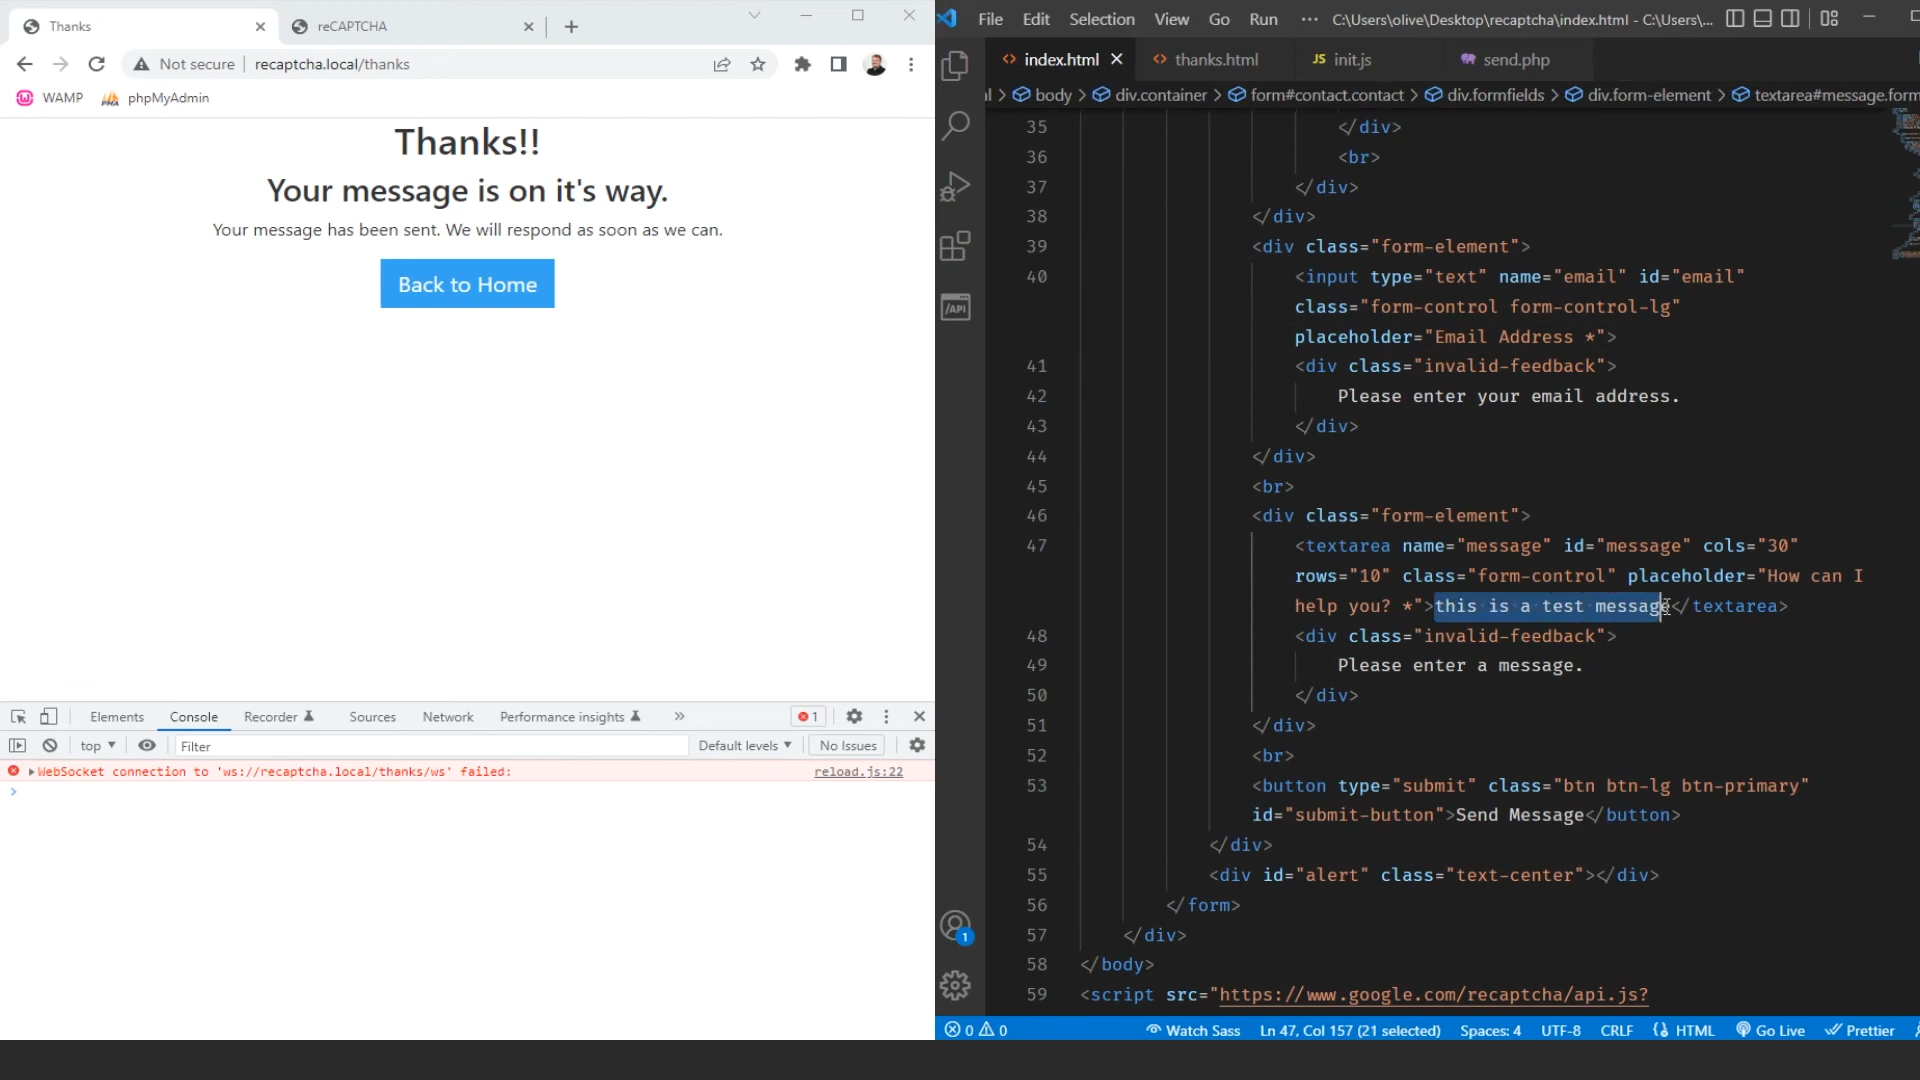 Thanks
reCAPTCHA
Not secure
recaptcha.local/thanks
WAMP
phpMyAdmin
Thanks!!
Your message is on it's way.
Your message has been sent. We will respond as soon as we can.
Back to Home
Elements Console Recorder Sources Network Performance insights » 1
top Filter Default levels No Issues
WebSocket connection to 'ws://recaptcha.local/thanks/ws' failed: reload.js:22
>
File Edit Selection View Go Run ··· C:\Users\olive\Desktop\recaptcha\index.html - C:\Users\...
index.html thanks.html JS init.js send.php
l > body > div.container > form#contact.contact > div.formfields > div.form-element > textarea#message.form
/API
35 </div>
36 <br>
37 </div>
38 </div>
39 <div class="form-element">
40 <input type="text" name="email" id="email"
class="form-control form-control-lg"
placeholder="Email Address *">
41 <div class="invalid-feedback">
42 Please enter your email address.
43 </div>
44 </div>
45 <br>
46 <div class="form-element">
47 <textarea name="message" id="message" cols="30"
rows="10" class="form-control" placeholder="How can I
help you? *">this is a test message</textarea>
48 <div class="invalid-feedback">
49 Please enter a message.
50 </div>
51 </div>
52 <br>
53 <button type="submit" class="btn btn-lg btn-primary"
id="submit-button">Send Message</button>
54 </div>
55 <div id="alert" class="text-center"></div>
56 </form>
57 </div>
58 </body>
59 <script src="https://www.google.com/recaptcha/api.js?
1
0 0 Watch Sass Ln 47, Col 157 (21 selected) Spaces: 4 UTF-8 CRLF HTML Go Live Prettier